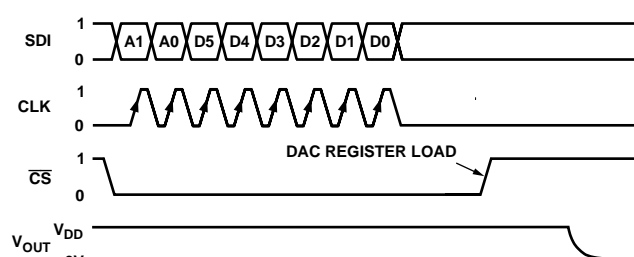 SDI 1 0 A1 A0 D5 D4 D3 D2 D1 D0
CLK 1 0
CS 1 0 DAC REGISTER LOAD
VOUT VDD
0V